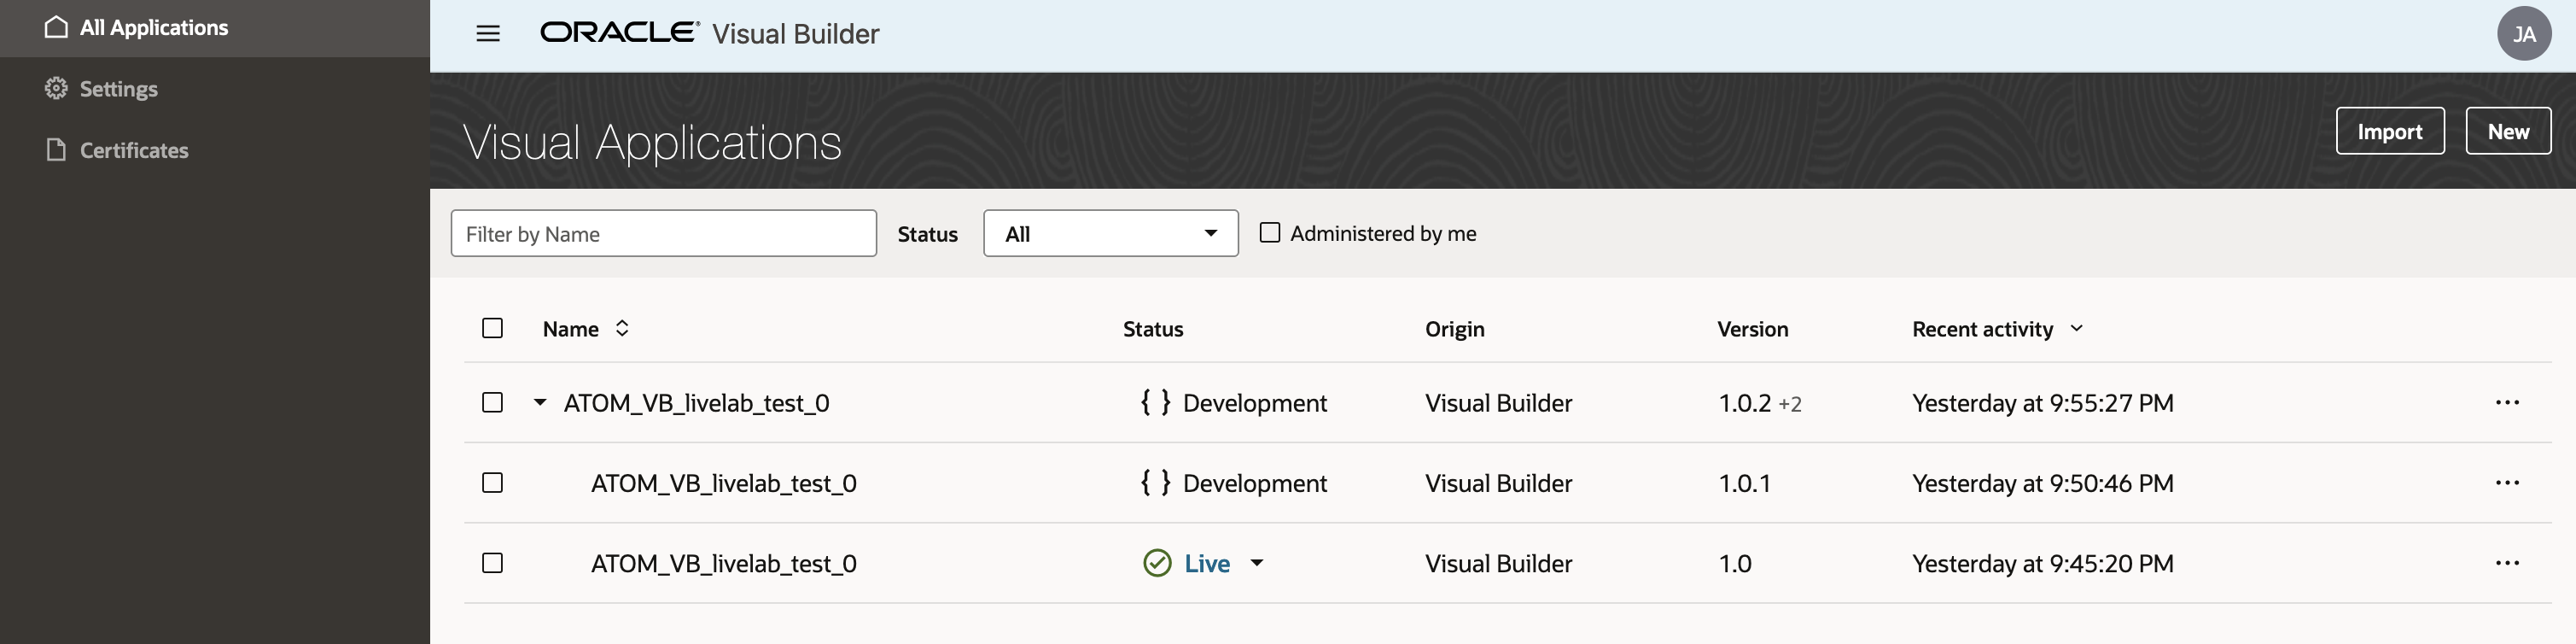 All Applications
Settings
Certificates
ORACLE® Visual Builder
JA
Visual Applications
Import New
Filter by Name Status All Administered by me
Name Status Origin Version Recent activity
ATOM_VB_livelab_test_0 { } Development Visual Builder 1.0.2 +2 Yesterday at 9:55:27 PM ...
ATOM_VB_livelab_test_0 { } Development Visual Builder 1.0.1 Yesterday at 9:50:46 PM ...
ATOM_VB_livelab_test_0 Live Visual Builder 1.0 Yesterday at 9:45:20 PM ...